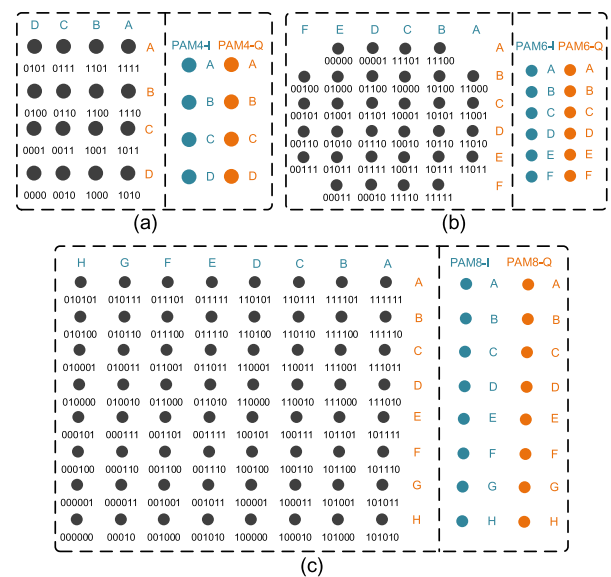 D C B A
A
0101 0111 1101 1111
B
0100 0110 1100 1110
C
0001 0011 1001 1011
D
0000 0010 1000 1010
PAM4-I PAM4-Q
A A
B B
C C
D D
(a)
F E D C B A
A
00000 00001 11101 11100
B
00100 01000 01100 10000 10100 11000
C
00101 01001 01101 10001 10101 11001
D
00110 01010 01110 10010 10110 11010
E
00111 01011 01111 10011 10111 11011
F
00011 00010 11110 11111
PAM6-I PAM6-Q
A A
B B
C C
D D
E E
F F
(b)
H G F E D C B A
A
010101 010111 011101 011111 110101 110111 111101 111111
B
010100 010110 011100 011110 110100 110110 111100 111110
C
010001 010011 011001 011011 110001 110011 111001 111011
D
010000 010010 011000 011010 110000 110010 111000 111010
E
000101 000111 001101 001111 100101 100111 101101 101111
F
000100 000110 001100 001110 100100 100110 101100 101110
G
000001 000011 001001 001011 100001 100011 101001 101011
H
000000 00010 001000 001010 100000 100010 101000 101010
PAM8-I PAM8-Q
A A
B B
C C
D D
E E
F F
G G
H H
(c)